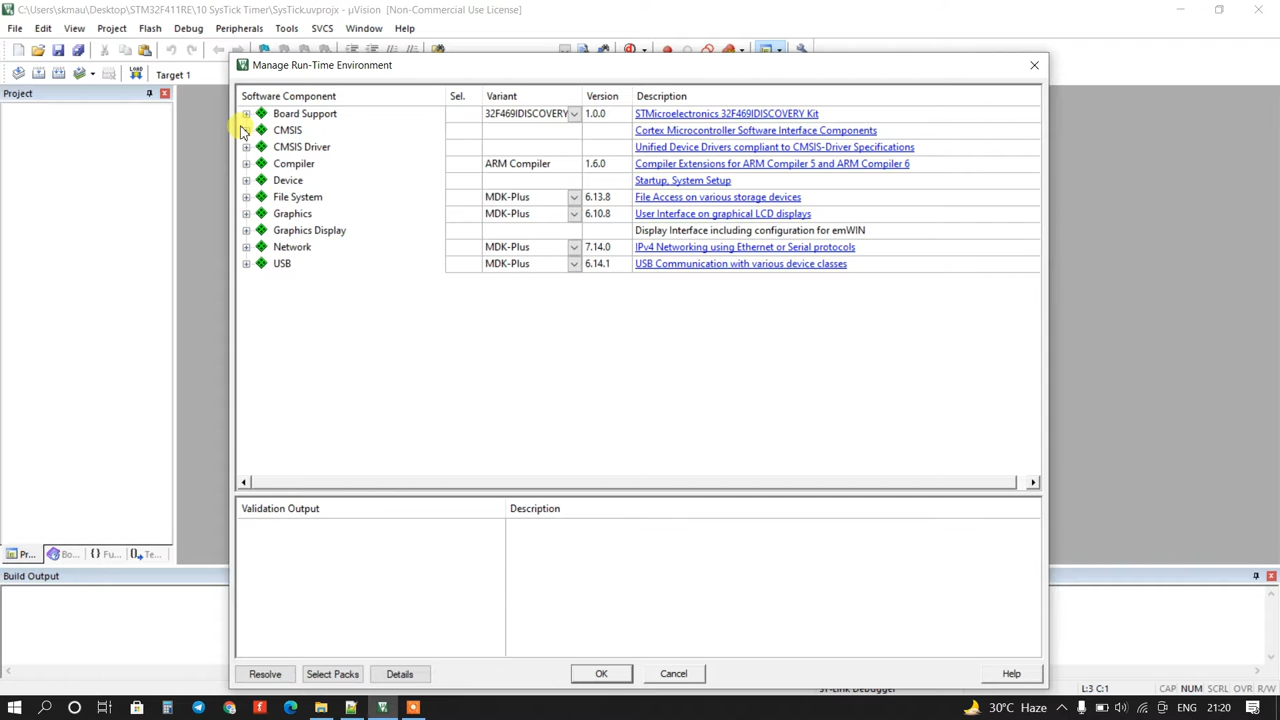 C:\Users\skmau\Desktop\STM32F411RE\10 SysTick Timer\SysTick.uvprojx - µVision [Non-Commercial Use License]
File Edit View Project Flash Debug Peripherals Tools SVCS Window Help
Target 1
Project
Manage Run-Time Environment
Software Component Sel. Variant Version Description
Board Support 32F469IDISCOVERY 1.0.0 STMicroelectronics 32F469IDISCOVERY Kit
CMSIS Cortex Microcontroller Software Interface Components
CMSIS Driver Unified Device Drivers compliant to CMSIS-Driver Specifications
Compiler ARM Compiler 1.6.0 Compiler Extensions for ARM Compiler 5 and ARM Compiler 6
Device Startup, System Setup
File System MDK-Plus 6.13.8 File Access on various storage devices
Graphics MDK-Plus 6.10.8 User Interface on graphical LCD displays
Graphics Display Display Interface including configuration for emWIN
Network MDK-Plus 7.14.0 IPv4 Networking using Ethernet or Serial protocols
USB MDK-Plus 6.14.1 USB Communication with various device classes
Validation Output Description
Pr... Bo... {} Fu... Te...
Build Output
Resolve Select Packs Details OK Cancel Help
ST-Link Debugger L:3 C:1 CAP NUM SCRL OVR R/W
30°C Haze ENG 21:20